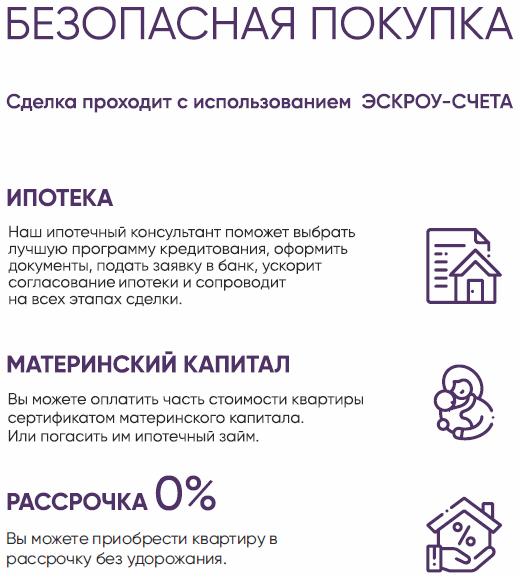 БЕЗОПАСНАЯ ПОКУПКА
Сделка проходит с использованием ЭСКРОУ-СЧЕТА
ИПОТЕКА
Наш ипотечный консультант поможет выбрать
лучшую программу кредитования, оформить
документы, подать заявку в банк, ускорит
согласование ипотеки и сопроводит
на всех этапах сделки.
МАТЕРИНСКИЙ КАПИТАЛ
Вы можете оплатить часть стоимости квартиры
сертификатом материнского капитала.
Или погасить им ипотечный займ.
РАССРОЧКА 0%
Вы можете приобрести квартиру в
рассрочку без удорожания.
%